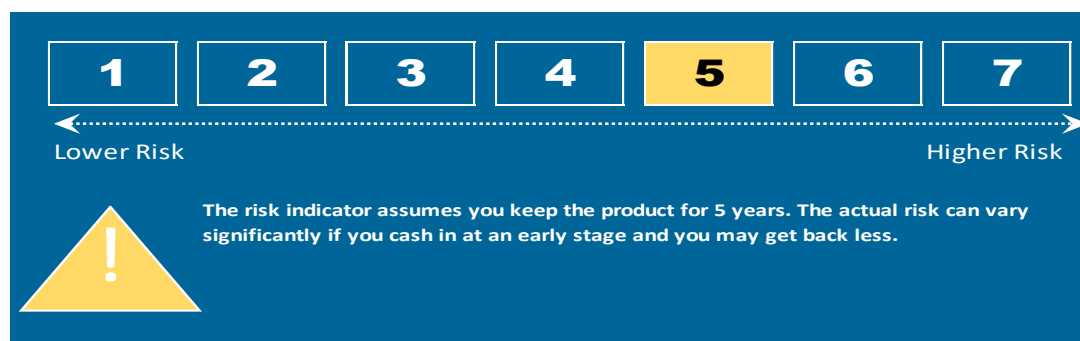 1 2 3 4 5 6 7
Lower Risk Higher Risk
!
The risk indicator assumes you keep the product for 5 years. The actual risk can vary
significantly if you cash in at an early stage and you may get back less.